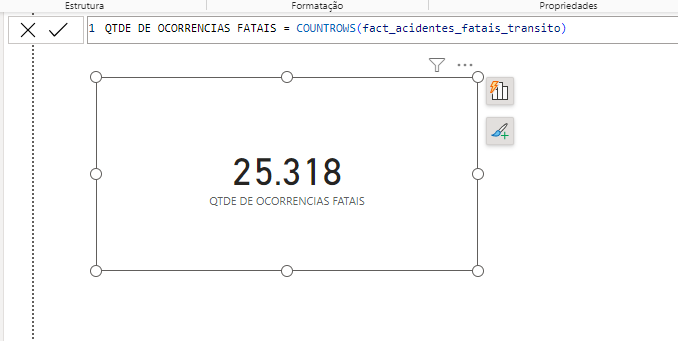 Estrutura
Formatação
Propriedades
1 QTDE DE OCORRENCIAS FATAIS = COUNTROWS(fact_acidentes_fatais_transito)
25.318
QTDE DE OCORRENCIAS FATAIS